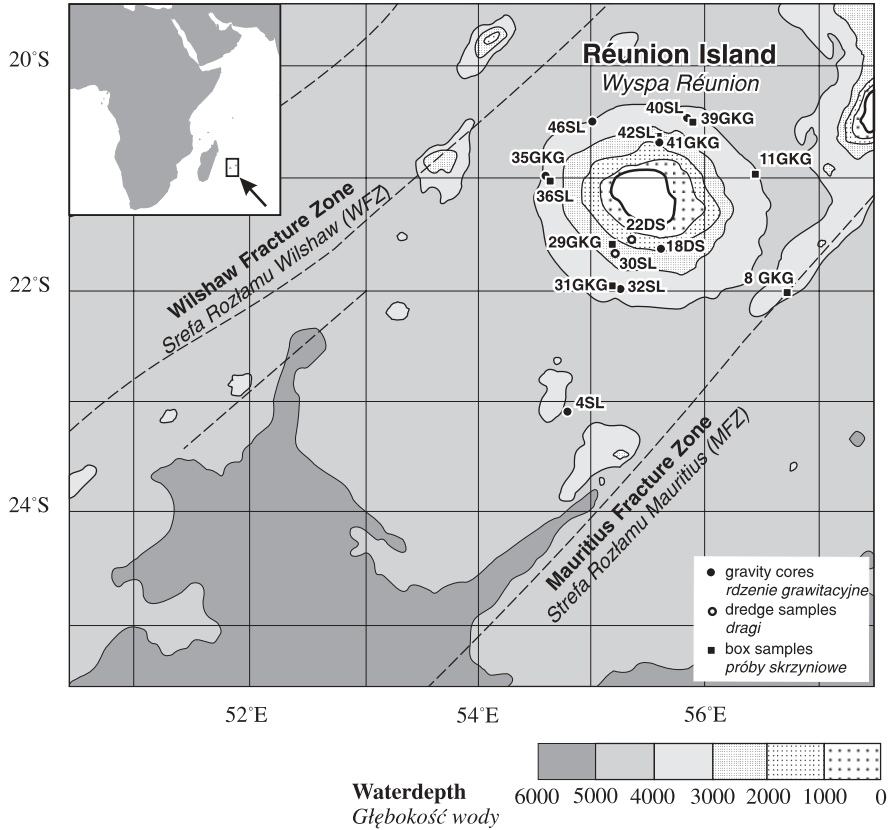 20°S
22°S
24°S
Réunion Island
Wyspa Réunion
40SL
39GKG
46SL
42SL
41GKG
35GKG
11GKG
36SL
22DS
29GKG
18DS
30SL
8 GKG
31GKG
32SL
4SL
Wilshaw Fracture Zone
Srefa Rozłamu Wilshaw (WFZ)
Mauritius Fracture Zone
Strefa Rozłamu Mauritius (MFZ)
gravity cores
rdzenie grawitacyjne
dredge samples
dragi
box samples
próby skrzyniowe
52°E 54°E 56°E
Waterdepth
Głębokość wody
6000 5000 4000 3000 2000 1000 0